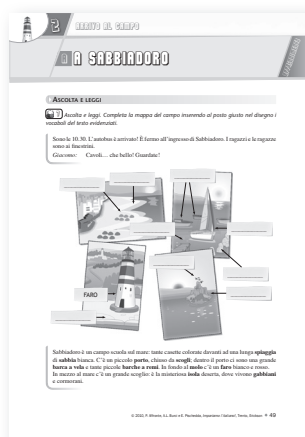 2 ARRIVO AL CAMPO
A A SABBIADORO
ASCOLTA E LEGGI
7 Ascolta e leggi. Completa la mappa del campo inserendo al posto giusto nel disegno i
vocaboli del testo evidenziati.
Sono le 10.30. L'autobus è arrivato! È fermo all'ingresso di Sabbiadoro. I ragazzi e le ragazze
sono ai finestrini.
Giacomo: Cavoli… che bello! Guardate!
FARO
Sabbiadoro è un campo scuola sul mare: tante casette colorate davanti ad una lunga spiaggia
di sabbia bianca. C'è un piccolo porto, chiuso da scogli; dentro il porto ci sono una grande
barca a vela e tante piccole barche a remi. In fondo al molo c'è un faro bianco e rosso.
In mezzo al mare c'è un grande scoglio: è la misteriosa isola deserta, dove vivono gabbiani
e cormorani.
49